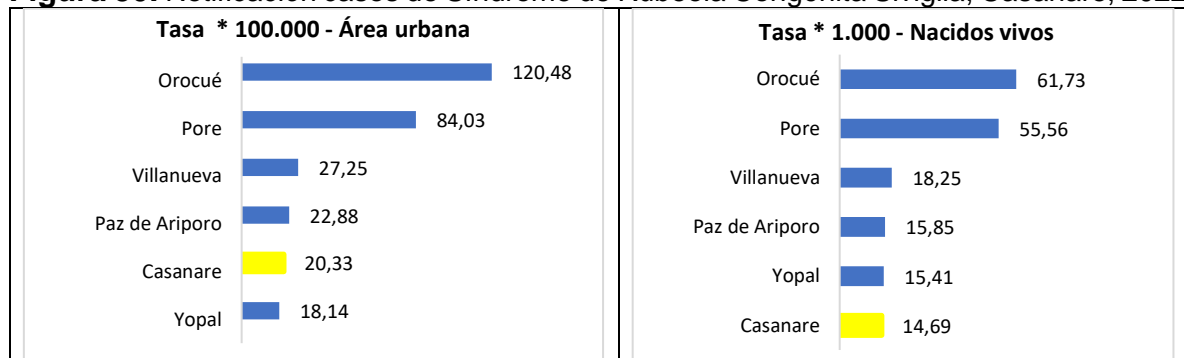 Tasa * 100.000 - Área urbana
Orocué 120,48
Pore 84,03
Villanueva 27,25
Paz de Ariporo 22,88
Casanare 20,33
Yopal 18,14
Tasa * 1.000 - Nacidos vivos
Orocué 61,73
Pore 55,56
Villanueva 18,25
Paz de Ariporo 15,85
Yopal 15,41
Casanare 14,69